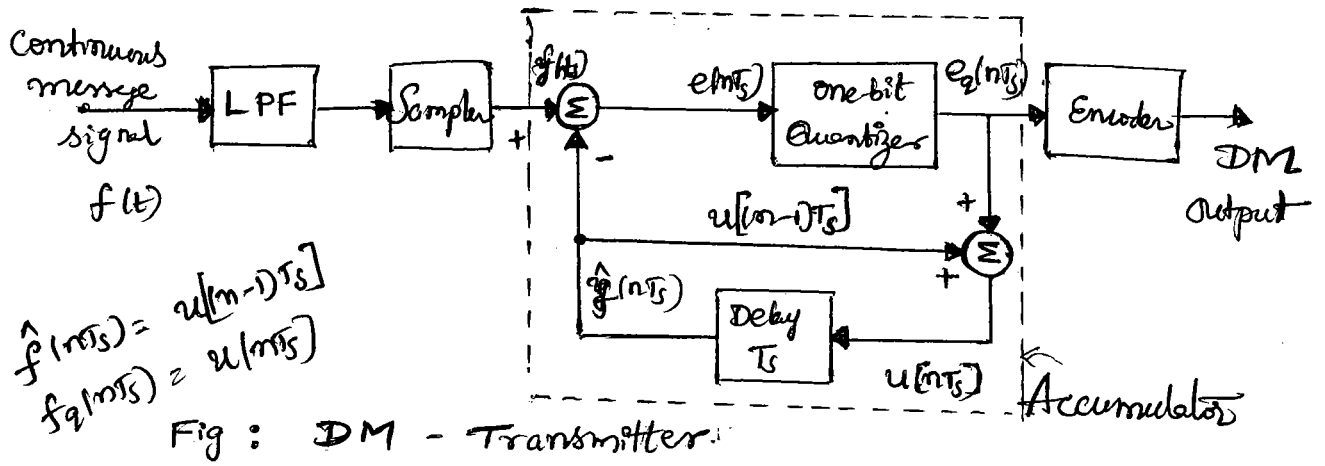 Continuous
message
signal
f(t)
LPF
Sampler
+
f(t)
Σ
-
e(nTs)
one bit
Quantizer
eq(nTs)
Encoder
DM
output
+
u[(n-1)Ts]
Σ
+
f̂(nTs)
Delay
Ts
u[nTs]
Accumulator
f̂(nTs) = u[(n-1)Ts]
fq(nTs) = u(nTs)
Fig : DM - Transmitter.